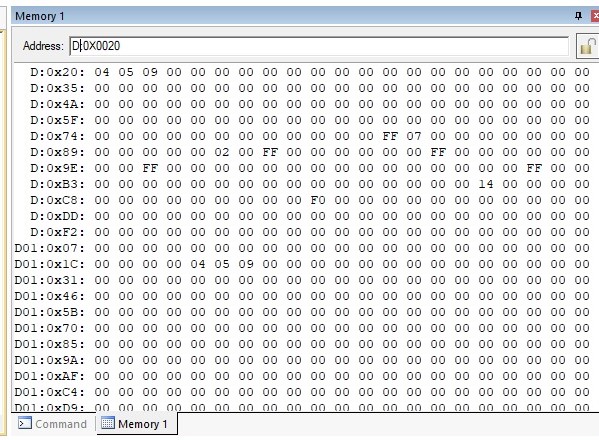 Memory 1
Address: D:0X0020
D:0x20: 04 05 09 00 00 00 00 00 00 00 00 00 00 00 00 00 00 00 00 00 00
D:0x35: 00 00 00 00 00 00 00 00 00 00 00 00 00 00 00 00 00 00 00 00 00
D:0x4A: 00 00 00 00 00 00 00 00 00 00 00 00 00 00 00 00 00 00 00 00 00
D:0x5F: 00 00 00 00 00 00 00 00 00 00 00 00 00 00 00 00 00 00 00 00 00
D:0x74: 00 00 00 00 00 00 00 00 00 00 00 00 FF 07 00 00 00 00 00 00 00
D:0x89: 00 00 00 00 00 02 00 FF 00 00 00 00 00 00 FF 00 00 00 00 00 00
D:0x9E: 00 00 FF 00 00 00 00 00 00 00 00 00 00 00 00 00 00 00 FF 00 00
D:0xB3: 00 00 00 00 00 00 00 00 00 00 00 00 00 00 00 00 14 00 00 00 00
D:0xC8: 00 00 00 00 00 00 00 00 00 F0 00 00 00 00 00 00 00 00 00 00 00
D:0xDD: 00 00 00 00 00 00 00 00 00 00 00 00 00 00 00 00 00 00 00 00 00
D:0xF2: 00 00 00 00 00 00 00 00 00 00 00 00 00 00 00 00 00 00 00 00 00
D01:0x07: 00 00 00 00 00 00 00 00 00 00 00 00 00 00 00 00 00 00 00 00 00
D01:0x1C: 00 00 00 00 04 05 09 00 00 00 00 00 00 00 00 00 00 00 00 00 00
D01:0x31: 00 00 00 00 00 00 00 00 00 00 00 00 00 00 00 00 00 00 00 00 00
D01:0x46: 00 00 00 00 00 00 00 00 00 00 00 00 00 00 00 00 00 00 00 00 00
D01:0x5B: 00 00 00 00 00 00 00 00 00 00 00 00 00 00 00 00 00 00 00 00 00
D01:0x70: 00 00 00 00 00 00 00 00 00 00 00 00 00 00 00 00 00 00 00 00 00
D01:0x85: 00 00 00 00 00 00 00 00 00 00 00 00 00 00 00 00 00 00 00 00 00
D01:0x9A: 00 00 00 00 00 00 00 00 00 00 00 00 00 00 00 00 00 00 00 00 00
D01:0xAF: 00 00 00 00 00 00 00 00 00 00 00 00 00 00 00 00 00 00 00 00 00
D01:0xC4: 00 00 00 00 00 00 00 00 00 00 00 00 00 00 00 00 00 00 00 00 00
D01:0xD9: 00 00 00 00 00 00 00 00 00 00 00 00 00 00 00 00 00 00 00 00 00
Command Memory 1